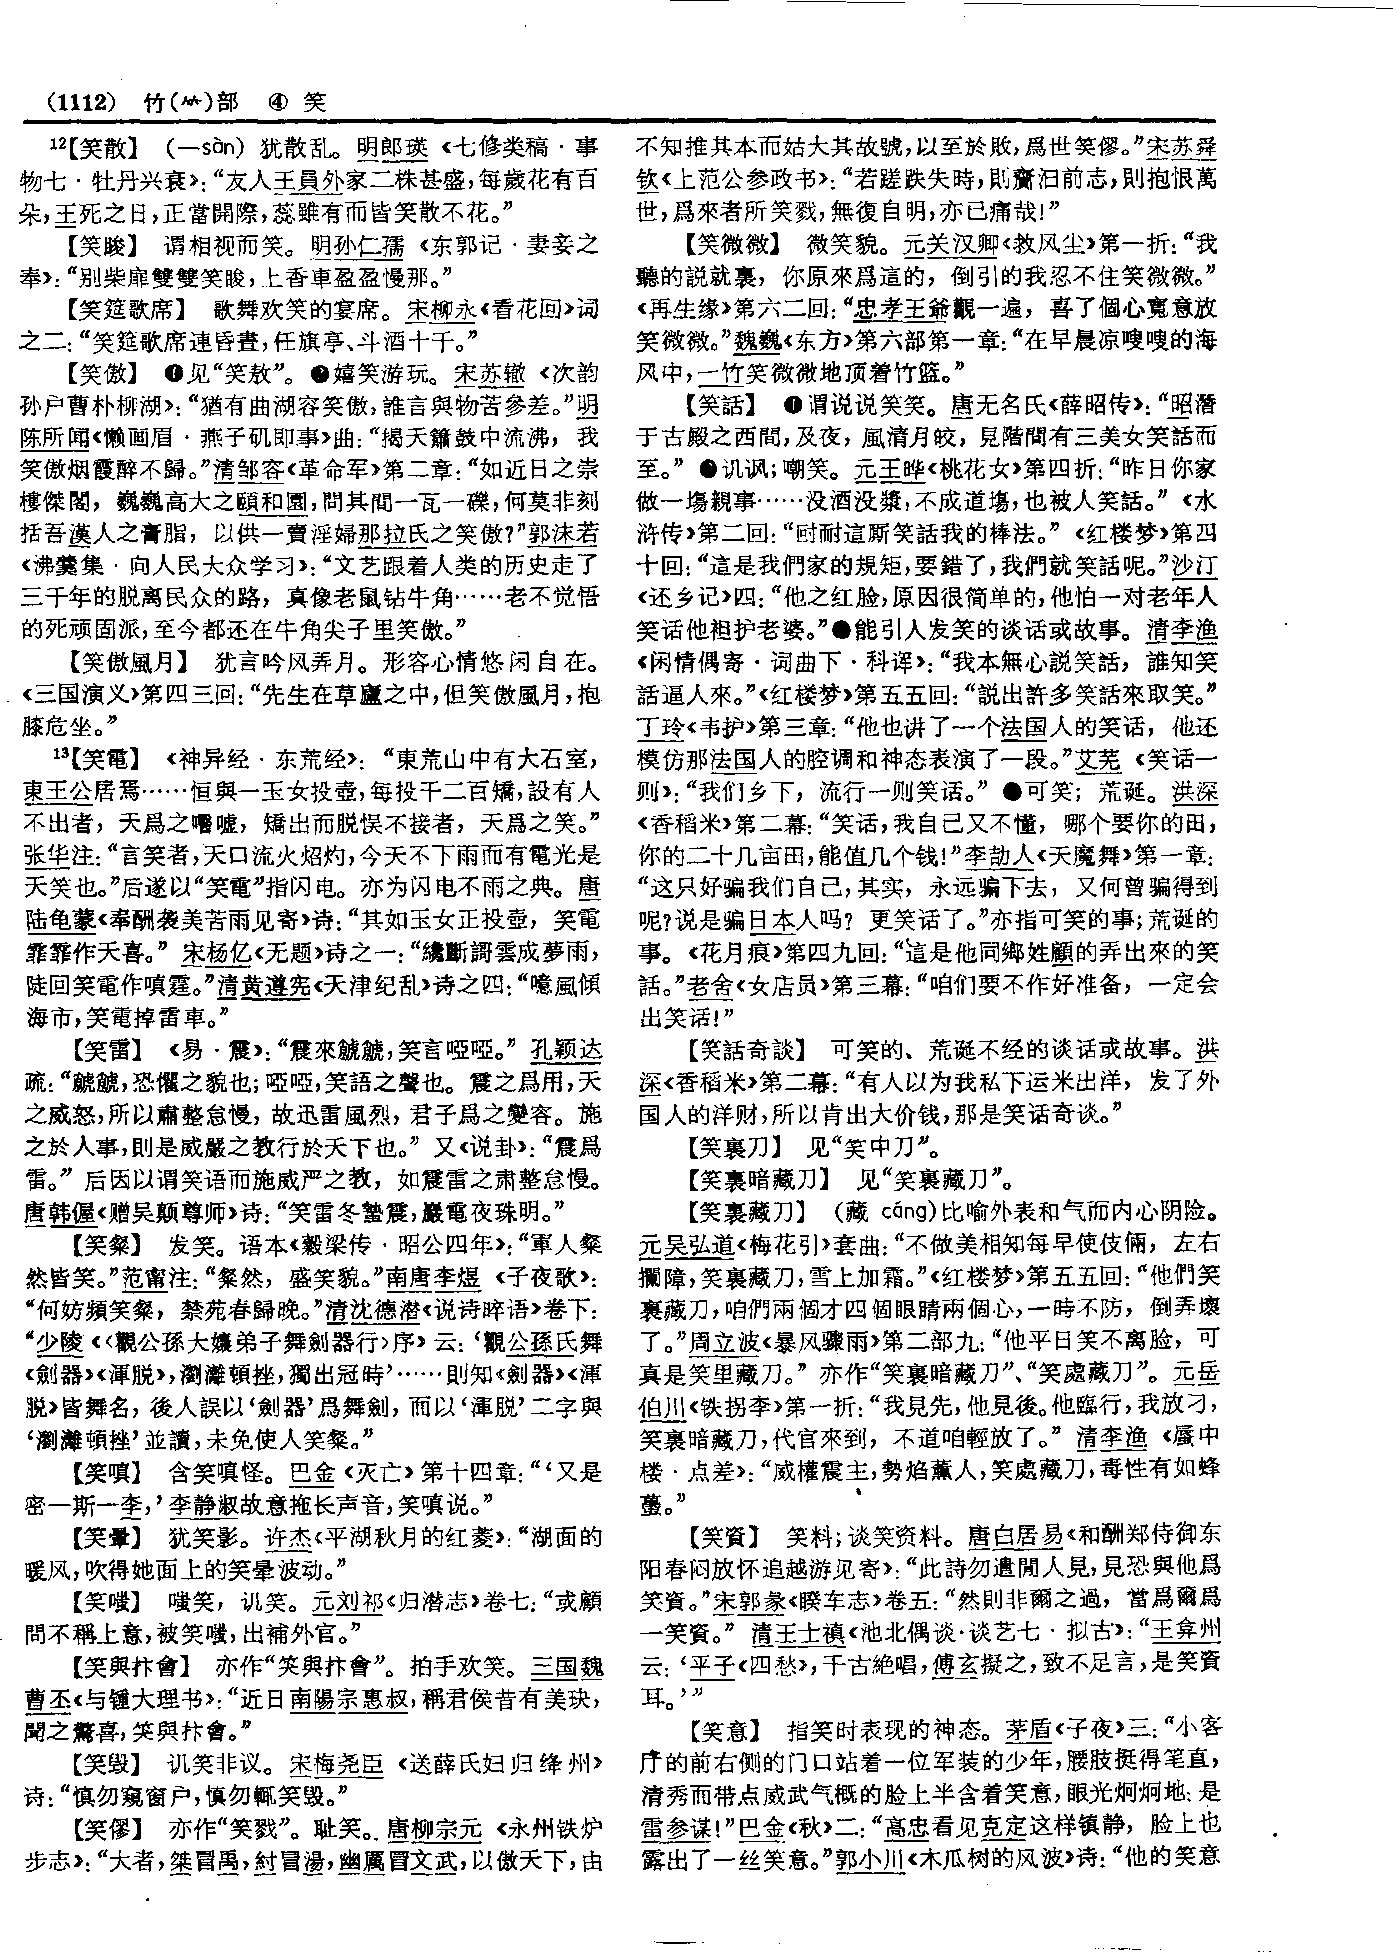 （1112） 竹(⺮)部 ④ 笑
12【笑散】 （—sàn）犹散乱。明郎瑛《七修类稿·事
物七·牡丹兴衰》：“友人王員外家二株甚盛，每歲花有百
朵，王死之日，正當開際，蕊雖有而皆笑散不花。”
【笑睃】 谓相视而笑。明孙仁孺《东郭记·妻妾之
奉》：“别柴扉雙雙笑睃，上香車盈盈慢那。”
【笑筵歌席】 歌舞欢笑的宴席。宋柳永《看花回》词
之二：“笑筵歌席連昏晝，任旗亭、斗酒十千。”
【笑傲】 ❶见“笑敖”。❷嬉笑游玩。宋苏辙《次韵
孙户曹朴柳湖》：“猶有曲湖容笑傲，誰言與物苦參差。”明
陈所闻《懒画眉·燕子矶即事》曲：“揭天簫鼓中流沸，我
笑傲烟霞醉不歸。”清邹容《革命军》第二章：“如近日之崇
樓傑閣，巍巍高大之頤和園，問其間一瓦一礫，何莫非刻
括吾漢人之膏脂，以供一賣淫婦那拉氏之笑傲？”郭沫若
《沸羹集·向人民大众学习》：“文艺跟着人类的历史走了
三千年的脱离民众的路，真像老鼠钻牛角……老不觉悟
的死顽固派，至今都还在牛角尖子里笑傲。”
【笑傲風月】 犹言吟风弄月。形容心情悠闲自在。
《三国演义》第四三回：“先生在草廬之中，但笑傲風月，抱
膝危坐。”
13【笑電】 《神异经·东荒经》：“東荒山中有大石室，
東王公居焉……恒與一玉女投壺，每投千二百矯，設有人
不出者，天爲之噓嘘，矯出而脱悮不接者，天爲之笑。”
张华注：“言笑者，天口流火炤灼，今天不下雨而有電光是
天笑也。”后遂以“笑電”指闪电。亦为闪电不雨之典。唐
陆龟蒙《奉酬袭美苦雨见寄》诗：“其如玉女正投壺，笑電
霏霏作天喜。”宋杨亿《无题》诗之一：“纔斷歌雲成夢雨，
陡回笑電作嗔霆。”清黄遵宪《天津纪乱》诗之四：“噫風傾
海市，笑電掉雷車。”
【笑雷】 《易·震》：“震來虩虩，笑言啞啞。”孔颖达
疏：“虩虩，恐懼之貌也；啞啞，笑語之聲也。震之爲用，天
之威怒，所以肅整怠慢，故迅雷風烈，君子爲之變容。施
之於人事，則是威嚴之教行於天下也。”又《说卦》：“震爲
雷。”后因以谓笑语而施威严之教，如震雷之肃整怠慢。
唐韩偓《赠吴颠尊师》诗：“笑雷冬蟄震，巖電夜珠明。”
【笑粲】 发笑。语本《穀梁传·昭公四年》：“軍人粲
然皆笑。”范甯注：“粲然，盛笑貌。”南唐李煜《子夜歌》：
“何妨頻笑粲，禁苑春歸晚。”清沈德潜《说诗晬语》卷下：
“少陵《〈觀公孫大孃弟子舞劍器行〉序》云：‘觀公孫氏舞
《劍器》《渾脱》，瀏灕頓挫，獨出冠時’……則知《劍器》《渾
脱》皆舞名，後人誤以‘劍器’爲舞劍，而以‘渾脱’二字與
‘瀏灕頓挫’並讀，未免使人笑粲。”
【笑嗔】 含笑嗔怪。巴金《灭亡》第十四章：“‘又是
密—斯—李，’李静淑故意拖长声音，笑嗔说。”
【笑暈】 犹笑影。许杰《平湖秋月的红菱》：“湖面的
暖风，吹得她面上的笑晕波动。”
【笑嗤】 嗤笑，讥笑。元刘祁《归潜志》卷七：“或顧
問不稱上意，被笑嗤，出補外官。”
【笑與抃會】 亦作“笑與抃會”。拍手欢笑。三国魏
曹丕《与锺大理书》：“近日南陽宗惠叔，稱君侯昔有美玦，
聞之驚喜，笑與抃會。”
【笑毁】 讥笑非议。宋梅尧臣《送薛氏妇归绛州》
诗：“慎勿窺窗户，慎勿輒笑毁。”
【笑僇】 亦作“笑戮”。耻笑。唐柳宗元《永州铁炉
步志》：“大者，桀冒禹，紂冒湯，幽厲冒文武，以傲天下，由
不知推其本而姑大其故號，以至於敗，爲世笑僇。”宋苏舜
钦《上范公参政书》：“若蹉跌失時，則齎汩前志，則抱恨萬
世，爲來者所笑戮，無復自明，亦已痛哉！”
【笑微微】 微笑貌。元关汉卿《救风尘》第一折：“我
聽的説就裏，你原來爲這的，倒引的我忍不住笑微微。”
《再生缘》第六二回：“忠孝王爺觀一遍，喜了個心寬意放
笑微微。”魏巍《东方》第六部第一章：“在早晨凉嗖嗖的海
风中，一竹笑微微地顶着竹篮。”
【笑話】 ❶谓说说笑笑。唐无名氏《薛昭传》：“昭潛
于古殿之西間，及夜，風清月皎，見階間有三美女笑話而
至。”❷讥讽；嘲笑。元王晔《桃花女》第四折：“昨日你家
做一塲親事……没酒没漿，不成道塲，也被人笑話。”《水
浒传》第二回：“叵耐這厮笑話我的棒法。”《红楼梦》第四
十回：“這是我們家的規矩，要錯了，我們就笑話呢。”沙汀
《还乡记》四：“他之红脸，原因很简单的，他怕一对老年人
笑话他袒护老婆。”❸能引人发笑的谈话或故事。清李渔
《闲情偶寄·词曲下·科诨》：“我本無心説笑話，誰知笑
話逼人來。”《红楼梦》第五五回：“説出許多笑話來取笑。”
丁玲《韦护》第三章：“他也讲了一个法国人的笑话，他还
模仿那法国人的腔调和神态表演了一段。”艾芜《笑话一
则》：“我们乡下，流行一则笑话。”❹可笑；荒诞。洪深
《香稻米》第二幕：“笑话，我自己又不懂，哪个要你的田，
你的二十几亩田，能值几个钱！”李劼人《天魔舞》第一章：
“这只好骗我们自己，其实，永远骗下去，又何曾骗得到
呢？说是骗日本人吗？更笑话了。”亦指可笑的事；荒诞的
事。《花月痕》第四九回：“這是他同鄉姓顧的弄出來的笑
話。”老舍《女店员》第三幕：“咱们要不作好准备，一定会
出笑话！”
【笑話奇談】 可笑的、荒诞不经的谈话或故事。洪
深《香稻米》第二幕：“有人以为我私下运米出洋，发了外
国人的洋财，所以肯出大价钱，那是笑话奇谈。”
【笑裏刀】 见“笑中刀”。
【笑裏暗藏刀】 见“笑裏藏刀”。
【笑裏藏刀】 （藏 cáng）比喻外表和气而内心阴险。
元吴弘道《梅花引》套曲：“不做美相知每早使伎倆，左右
攔障，笑裏藏刀，雪上加霜。”《红楼梦》第五五回：“他們笑
裏藏刀，咱們兩個才四個眼睛兩個心，一時不防，倒弄壞
了。”周立波《暴风骤雨》第二部九：“他平日笑不离脸，可
真是笑里藏刀。”亦作“笑裏暗藏刀”、“笑處藏刀”。元岳
伯川《铁拐李》第一折：“我見先，他見後。他臨行，我放刁，
笑裏暗藏刀，代官來到，不道咱輕放了。”清李渔《蜃中
楼·点差》：“威權震主，勢焰薰人，笑處藏刀，毒性有如蜂
蠆。”
【笑資】 笑料；谈笑资料。唐白居易《和酬郑侍御东
阳春闷放怀追越游见寄》：“此詩勿遣閒人見，見恐與他爲
笑資。”宋郭彖《睽车志》卷五：“然則非爾之過，當爲爾爲
一笑資。”清王士禛《池北偶谈·谈艺七·拟古》：“王弇州
云：‘平子《四愁》，千古絶唱，傅玄擬之，致不足言，是笑資
耳。’”
【笑意】 指笑时表现的神态。茅盾《子夜》三：“小客
厅的前右侧的门口站着一位军装的少年，腰肢挺得笔直，
清秀而带点威武气概的脸上半含着笑意，眼光炯炯地：是
雷参谋！”巴金《秋》二：“高忠看见克定这样镇静，脸上也
露出了一丝笑意。”郭小川《木瓜树的风波》诗：“他的笑意